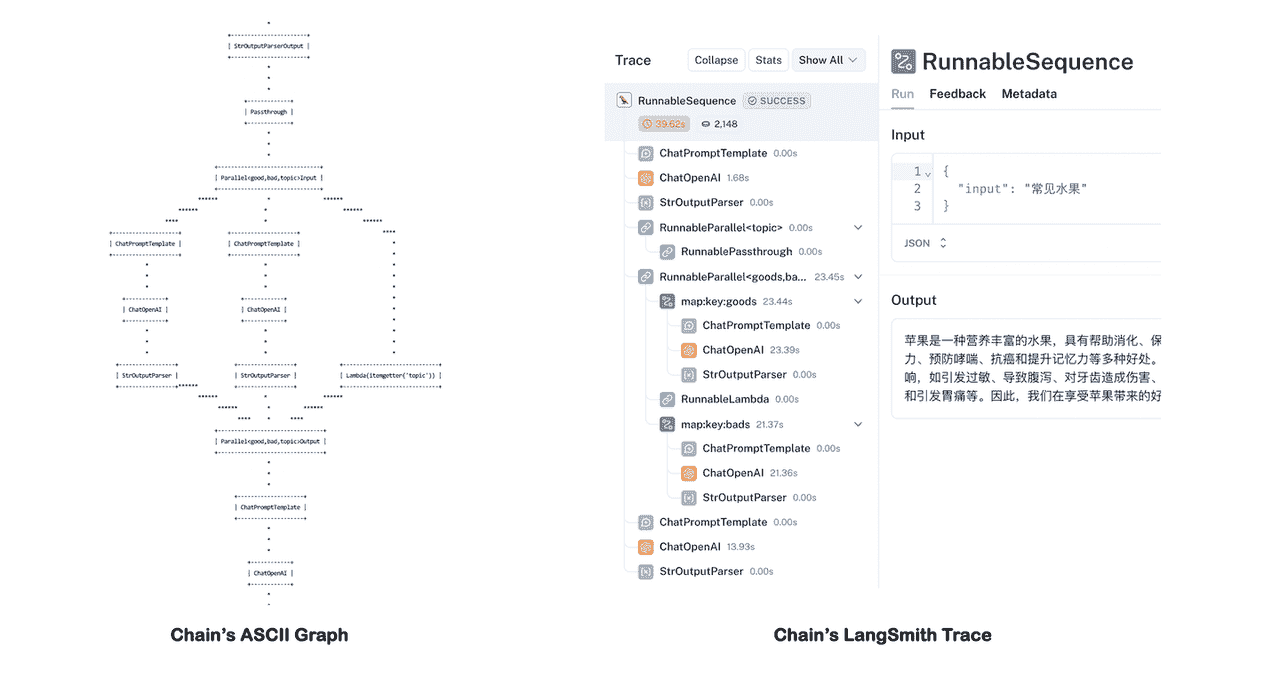 StrOutputParserOutput
Passthrough
Parallel<good,bad,topic>Input
ChatPromptTemplate
ChatPromptTemplate
ChatOpenAI
ChatOpenAI
StrOutputParser
StrOutputParser
Lambda(itemgetter('topic'))
Parallel<good,bad,topic>Output
ChatPromptTemplate
ChatOpenAI
Chain's ASCII Graph
Trace
Collapse
Stats
Show All
RunnableSequence
SUCCESS
39.62s
2,148
ChatPromptTemplate 0.00s
ChatOpenAI 1.68s
StrOutputParser 0.00s
RunnableParallel<topic> 0.00s
RunnablePassthrough 0.00s
RunnableParallel<goods,ba... 23.45s
map:key:goods 23.44s
ChatPromptTemplate 0.00s
ChatOpenAI 23.39s
StrOutputParser 0.00s
RunnableLambda 0.00s
map:key:bads 21.37s
ChatPromptTemplate 0.00s
ChatOpenAI 21.36s
StrOutputParser 0.00s
ChatPromptTemplate 0.00s
ChatOpenAI 13.93s
StrOutputParser 0.00s
RunnableSequence
Run Feedback Metadata
Input
1 {
2 "input": "常见水果"
3 }
JSON
Output
苹果是一种营养丰富的水果，具有帮助消化、保
力、预防哮喘、抗癌和提升记忆力等多种好处。
响，如引发过敏、导致腹泻、对牙齿造成伤害、
和引发胃痛等。因此，我们在享受苹果带来的好
Chain's LangSmith Trace